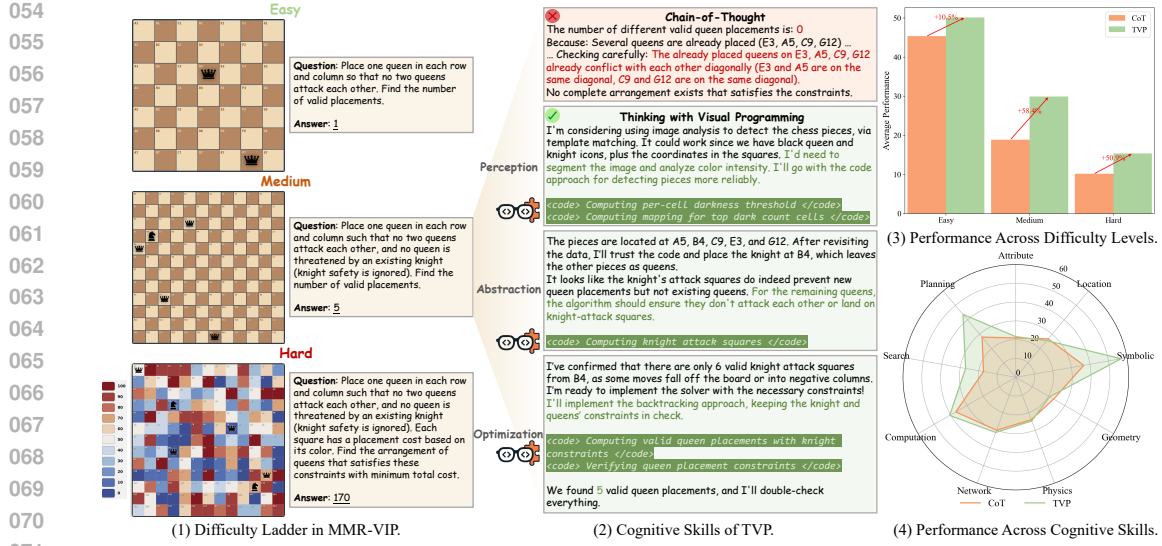 054
055
056
057
058
059
060
061
062
063
064
065
066
067
068
069
070
Easy
Question: Place one queen in each row
and column so that no two queens
attack each other. Find the number
of valid placements.
Answer: 1
Medium
Question: Place one queen in each row
and column such that no two queens
attack each other, and no queen is
threatened by an existing knight
(knight safety is ignored). Find the
number of valid placements.
Answer: 5
Hard
100
90
80
70
60
50
40
30
20
10
0
Question: Place one queen in each row
and column such that no two queens
attack each other, and no queen is
threatened by an existing knight
(knight safety is ignored). Each
square has a placement cost based on
its color. Find the arrangement of
queens that satisfies these
constraints with minimum total cost.
Answer: 170
(1) Difficulty Ladder in MMR-VIP.
Chain-of-Thought
The number of different valid queen placements is: 0
Because: Several queens are already placed (E3, A5, C9, G12) ...
... Checking carefully: The already placed queens on E3, A5, C9, G12
already conflict with each other diagonally (E3 and A5 are on the
same diagonal, C9 and G12 are on the same diagonal).
No complete arrangement exists that satisfies the constraints.
Thinking with Visual Programming
Perception
I'm considering using image analysis to detect the chess pieces, via
template matching. It could work since we have black queen and
knight icons, plus the coordinates in the squares. I'd need to
segment the image and analyze color intensity. I'll go with the code
approach for detecting pieces more reliably.
<code> Computing per-cell darkness threshold </code>
<code> Computing mapping for top dark count cells </code>
Abstraction
The pieces are located at A5, B4, C9, E3, and G12. After revisiting
the data, I'll trust the code and place the knight at B4, which leaves
the other pieces as queens.
It looks like the knight's attack squares do indeed prevent new
queen placements but not existing queens. For the remaining queens,
the algorithm should ensure they don't attack each other or land on
knight-attack squares.
<code> Computing knight attack squares </code>
Optimization
I've confirmed that there are only 6 valid knight attack squares
from B4, as some moves fall off the board or into negative columns.
I'm ready to implement the solver with the necessary constraints!
I'll implement the backtracking approach, keeping the knight and
queens' constraints in check.
<code> Computing valid queen placements with knight
constraints </code>
<code> Verifying queen placement constraints </code>
We found 5 valid queen placements, and I'll double-check
everything.
(2) Cognitive Skills of TVP.
Average Performance
50
40
30
20
10
0
+10.5%
+58.4%
+50.9%
CoT
TVP
Easy
Medium
Hard
(3) Performance Across Difficulty Levels.
Attribute
Location
Symbolic
Geometry
Physics
Network
Computation
Search
Planning
60
50
40
30
20
10
0
CoT
TVP
(4) Performance Across Cognitive Skills.